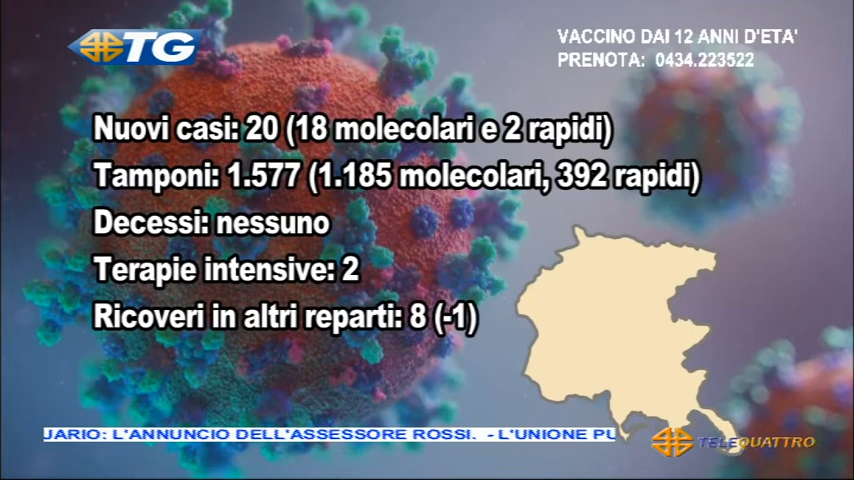 TG
VACCINO DAI 12 ANNI D'ETA'
PRENOTA: 0434.223522
Nuovi casi: 20 (18 molecolari e 2 rapidi)
Tamponi: 1.577 (1.185 molecolari, 392 rapidi)
Decessi: nessuno
Terapie intensive: 2
Ricoveri in altri reparti: 8 (-1)
JARIO: L'ANNUNCIO DELL'ASSESSORE ROSSI. - L'UNIONE PU
TELEQUATTRO